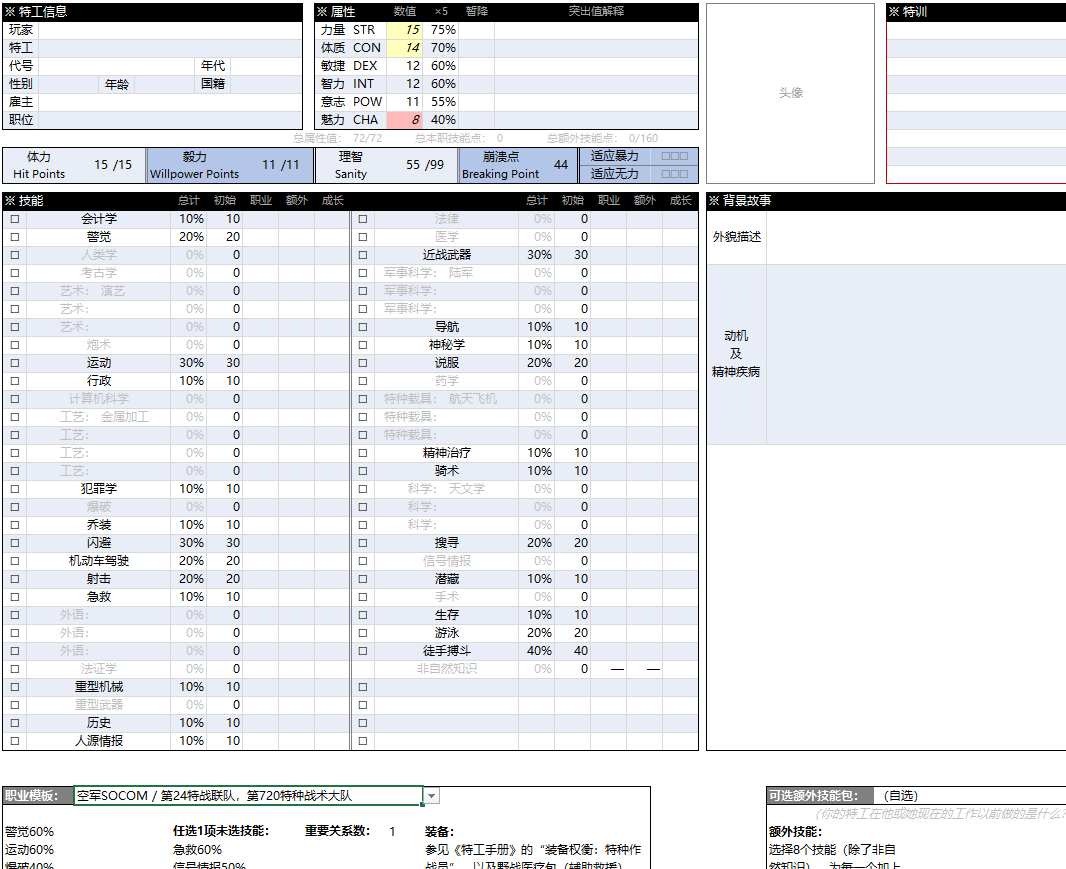 ※ 特工信息
玩家
特工
代号 年代
性别 年龄 国籍
雇主
职位
※ 属性 数值 ×5 暂降 突出值解释
力量 STR 15 75%
体质 CON 14 70%
敏捷 DEX 12 60%
智力 INT 12 60%
意志 POW 11 55%
魅力 CHA 8 40%
总属性值： 72/72 总本职技能点： 0 总额外技能点： 0/160
头像
※ 特训
体力 Hit Points 15 /15
毅力 Willpower Points 11 /11
理智 Sanity 55 /99
崩溃点 Breaking Point 44
适应暴力 □□□
适应无力 □□□
※ 技能 总计 初始 职业 额外 成长
□ 会计学 10% 10
□ 警觉 20% 20
□ 人类学 0% 0
□ 考古学 0% 0
□ 艺术： 演艺 0% 0
□ 艺术： 0% 0
□ 艺术： 0% 0
□ 炮术 0% 0
□ 运动 30% 30
□ 行政 10% 10
□ 计算机科学 0% 0
□ 工艺： 金属加工 0% 0
□ 工艺： 0% 0
□ 工艺： 0% 0
□ 工艺： 0% 0
□ 犯罪学 10% 10
□ 爆破 0% 0
□ 乔装 10% 10
□ 闪避 30% 30
□ 机动车驾驶 20% 20
□ 射击 20% 20
□ 急救 10% 10
□ 外语： 0% 0
□ 外语： 0% 0
□ 外语： 0% 0
□ 法证学 0% 0
□ 重型机械 10% 10
□ 重型武器 0% 0
□ 历史 10% 10
□ 人源情报 10% 10
总计 初始 职业 额外 成长
□ 法律 0% 0
□ 医学 0% 0
□ 近战武器 30% 30
□ 军事科学： 陆军 0% 0
□ 军事科学： 0% 0
□ 军事科学： 0% 0
□ 导航 10% 10
□ 神秘学 10% 10
□ 说服 20% 20
□ 药学 0% 0
□ 特种载具： 航天飞机 0% 0
□ 特种载具： 0% 0
□ 特种载具： 0% 0
□ 精神治疗 10% 10
□ 骑术 10% 10
□ 科学： 天文学 0% 0
□ 科学： 0% 0
□ 科学： 0% 0
□ 搜寻 20% 20
□ 信号情报 0% 0
□ 潜藏 10% 10
□ 手术 0% 0
□ 生存 10% 10
□ 游泳 20% 20
□ 徒手搏斗 40% 40
非自然知识 0% 0 — —
□
□
□
□
※ 背景故事
外貌描述
动机
及
精神疾病
职业模板： 空军SOCOM / 第24特战联队，第720特种战术大队
警觉60%
运动60%
爆破40%
任选1项未选技能：
急救60%
信号情报50%
重要关系数： 1
装备：
参见《特工手册》的“装备权衡：特种作
战员”，以及野战医疗包（辅助救援）
可选额外技能包： （自选）
（你的特工在他或她现在的工作以前做的是什么？
额外技能：
选择8个技能（除了非自
然知识），为每一个加上